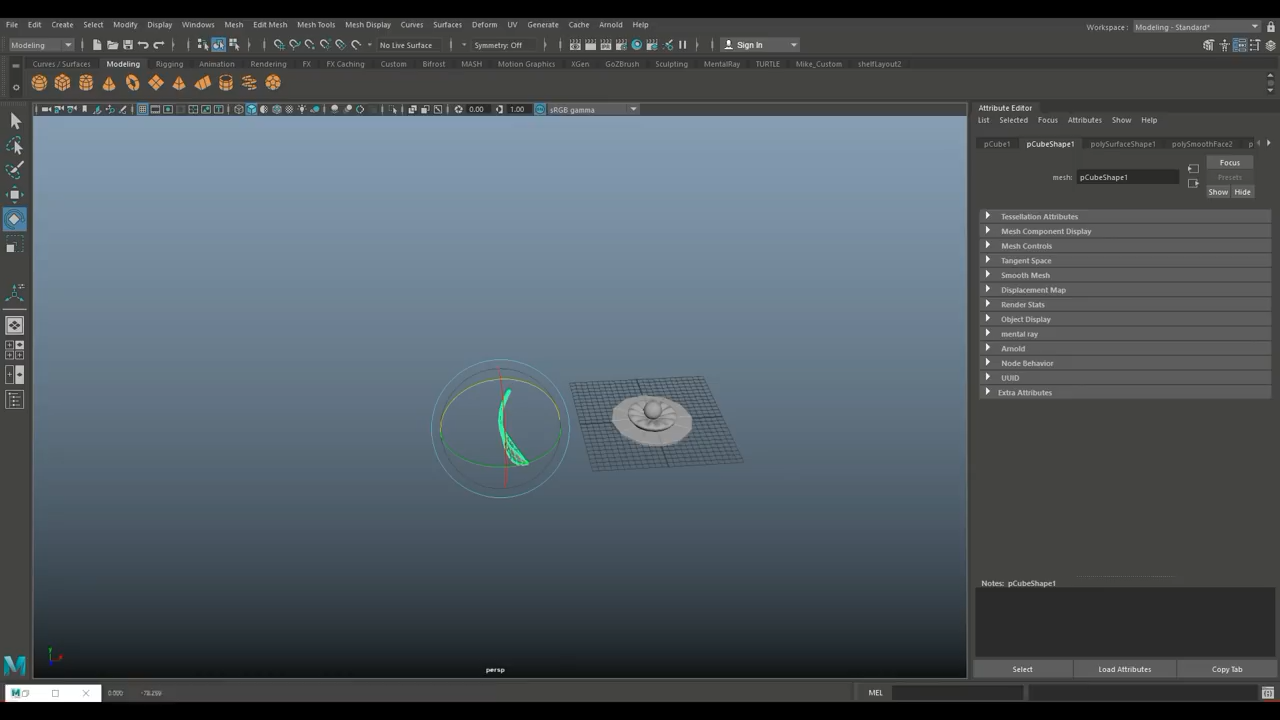 File Edit Create Select Modify Display Windows Mesh Edit Mesh Mesh Tools Mesh Display Curves Surfaces Deform UV Generate Cache Arnold Help
Workspace : Modeling - Standard*
Modeling No Live Surface Symmetry: Off Sign In
Curves / Surfaces Modeling Rigging Animation Rendering FX FX Caching Custom Bifrost MASH Motion Graphics XGen GoZBrush Sculpting MentalRay TURTLE Mike_Custom shelfLayout2
0.00 1.00 sRGB gamma
Attribute Editor
List Selected Focus Attributes Show Help
pCube1 pCubeShape1 polySurfaceShape1 polySmoothFace2 p
Focus
mesh: pCubeShape1 Presets
Show Hide
Tessellation Attributes
Mesh Component Display
Mesh Controls
Tangent Space
Smooth Mesh
Displacement Map
Render Stats
Object Display
mental ray
Arnold
Node Behavior
UUID
Extra Attributes
Notes: pCubeShape1
persp
Select Load Attributes Copy Tab
0.000 MEL